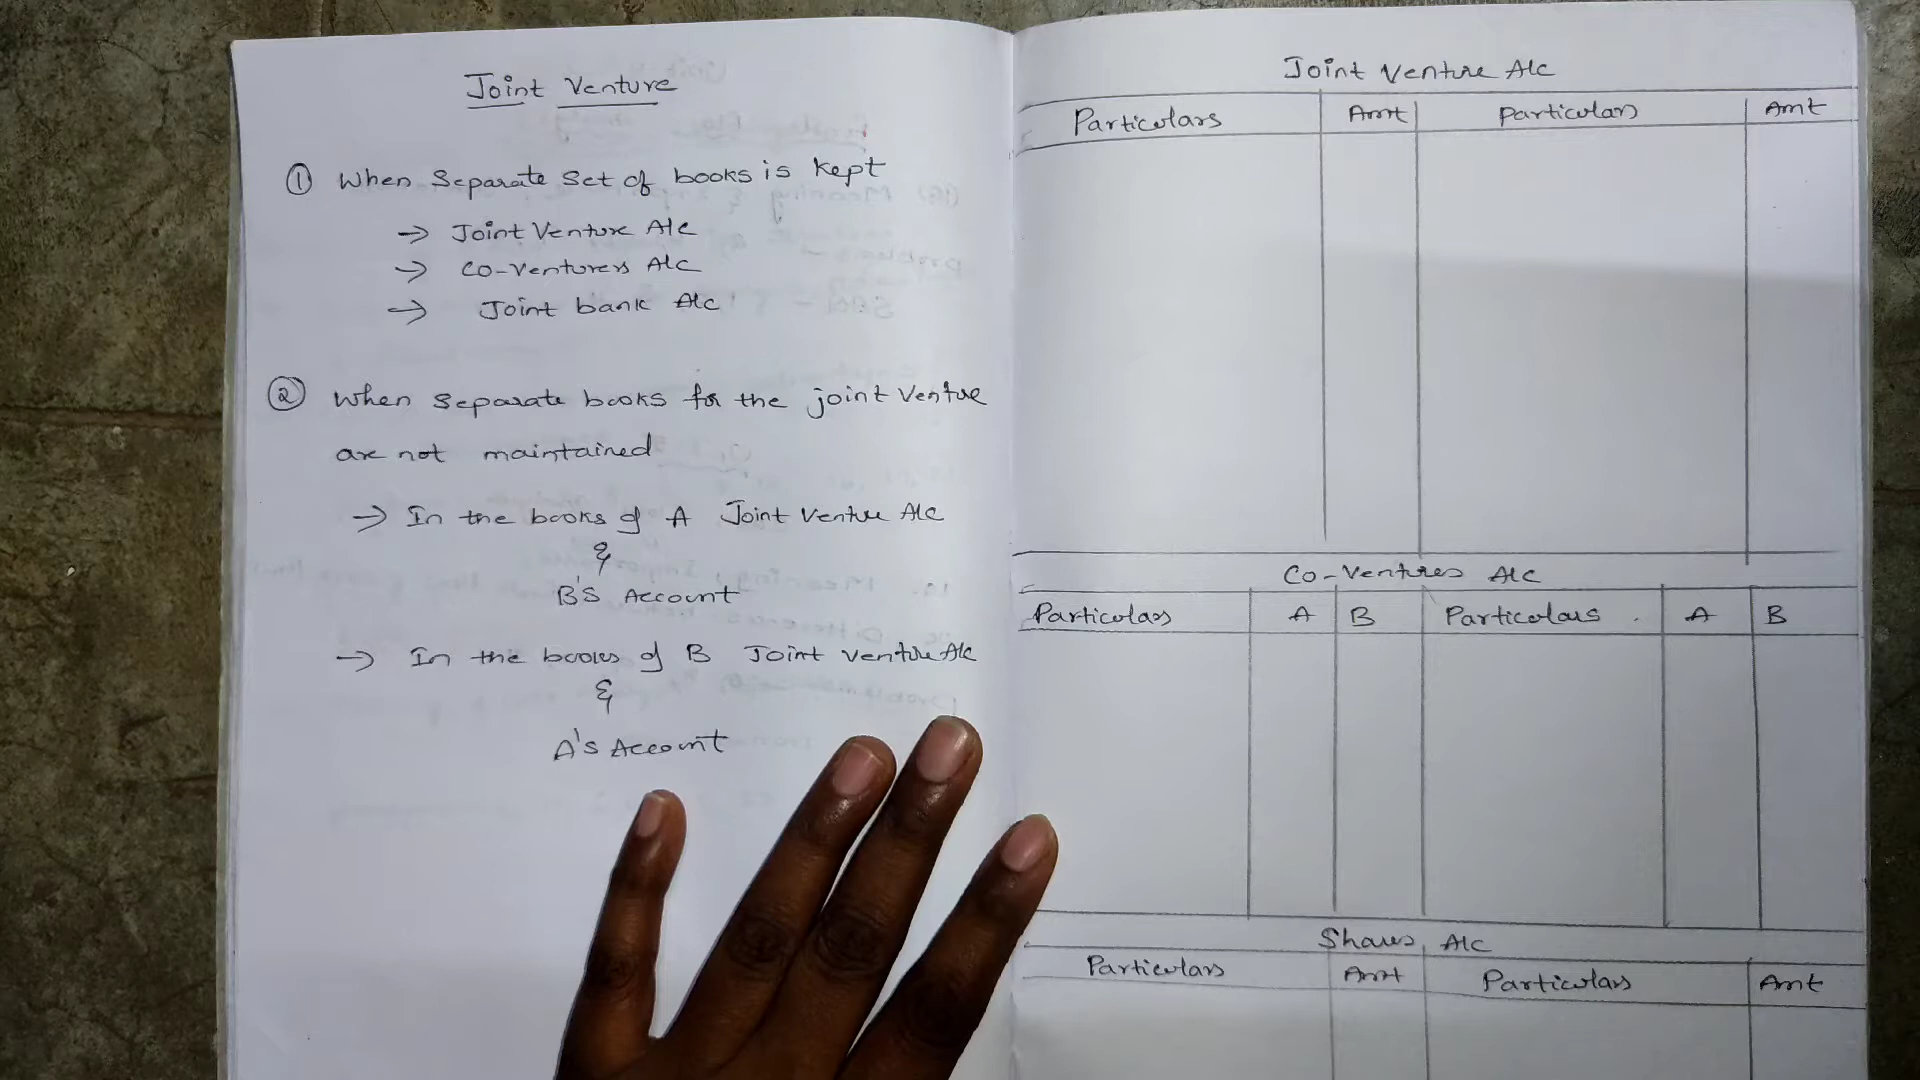 Joint Venture
① When Separate Set of books is kept
→ Joint Venture A/c
→ Co-Venturers A/c
→ Joint bank A/c
② When separate books for the joint Ventue
are not maintained
→ In the books of A Joint Venture A/c
&
B's Account
→ In the books of B Joint Venture A/c
&
A's Account
Joint Venture A/c
Particulars Amt Particulars Amt
Co-Ventures A/c
Particulars A B Particulars A B
Shares A/c
Particulars Amt Particulars Amt